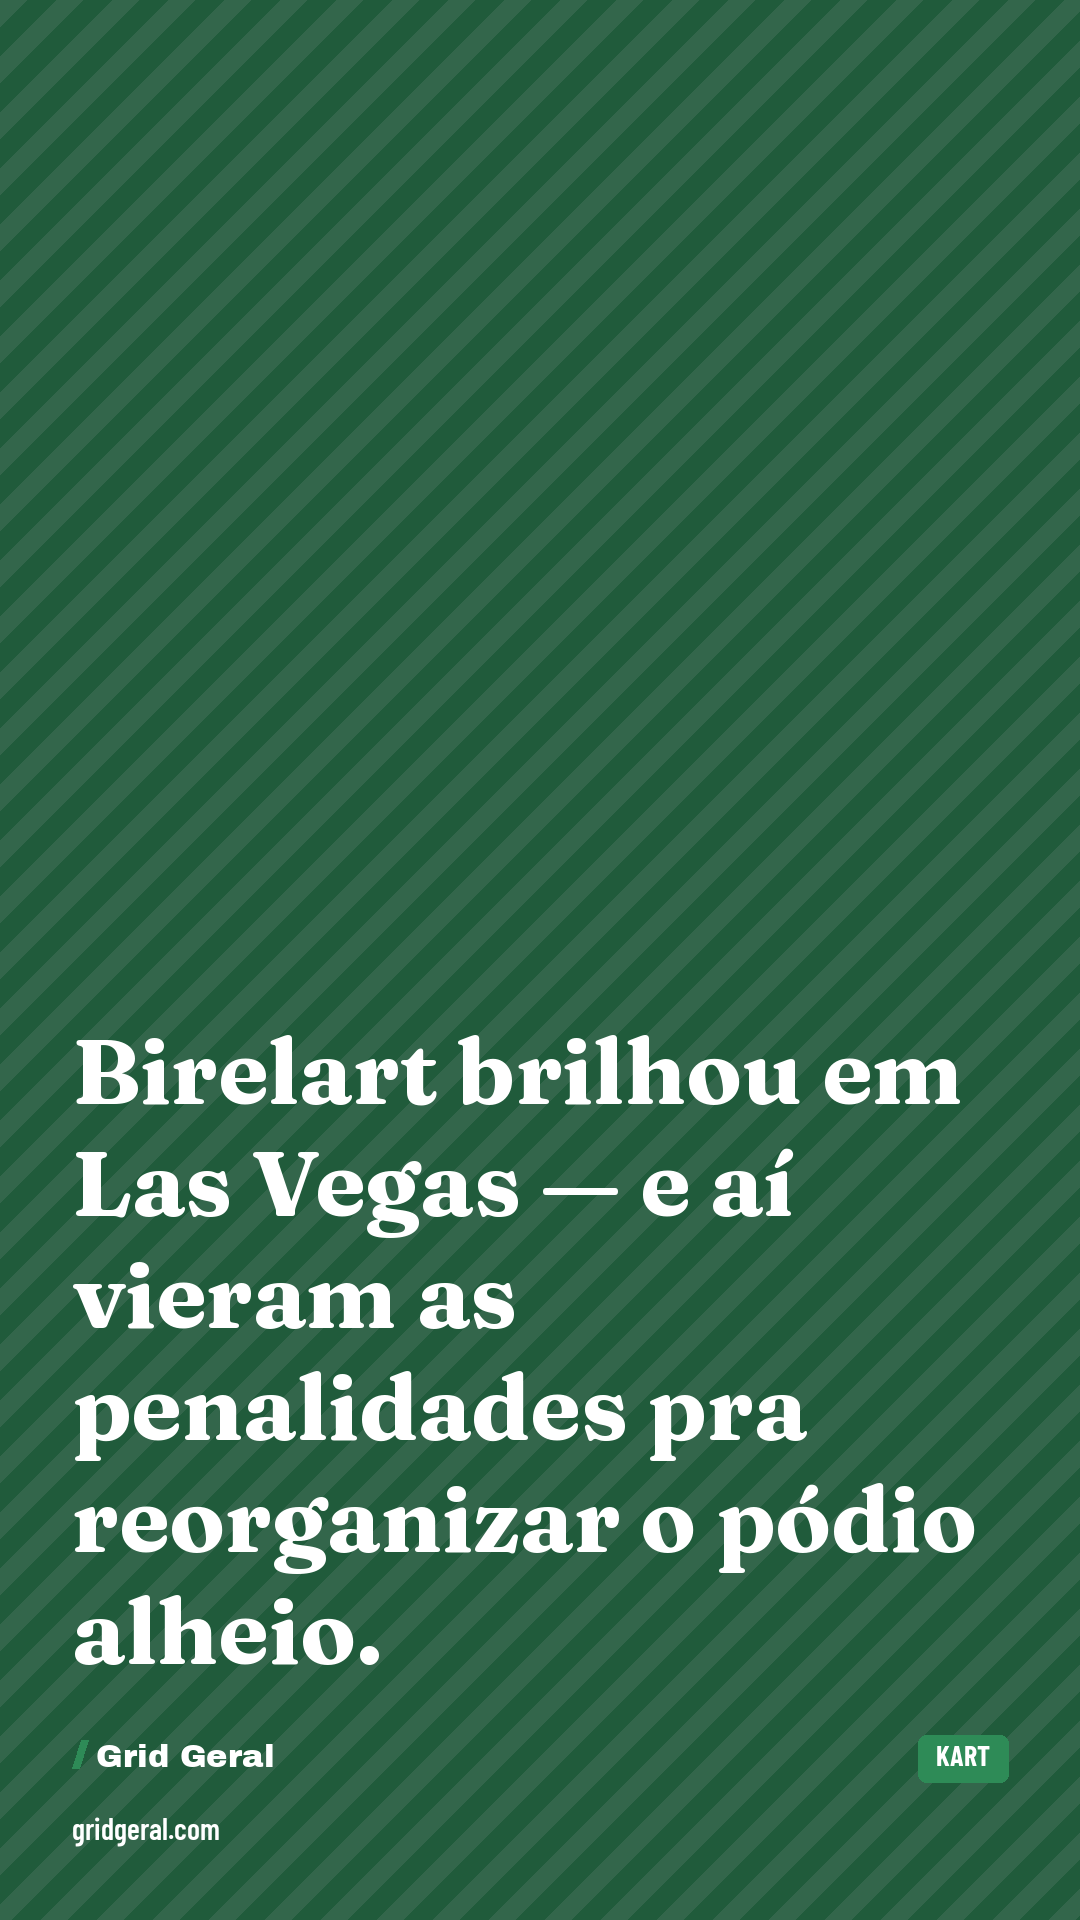 Birelart brilhou em
Las Vegas — e aí
vieram as
penalidades pra
reorganizar o pódio
alheio.
/ Grid Geral
KART
gridgeral.com